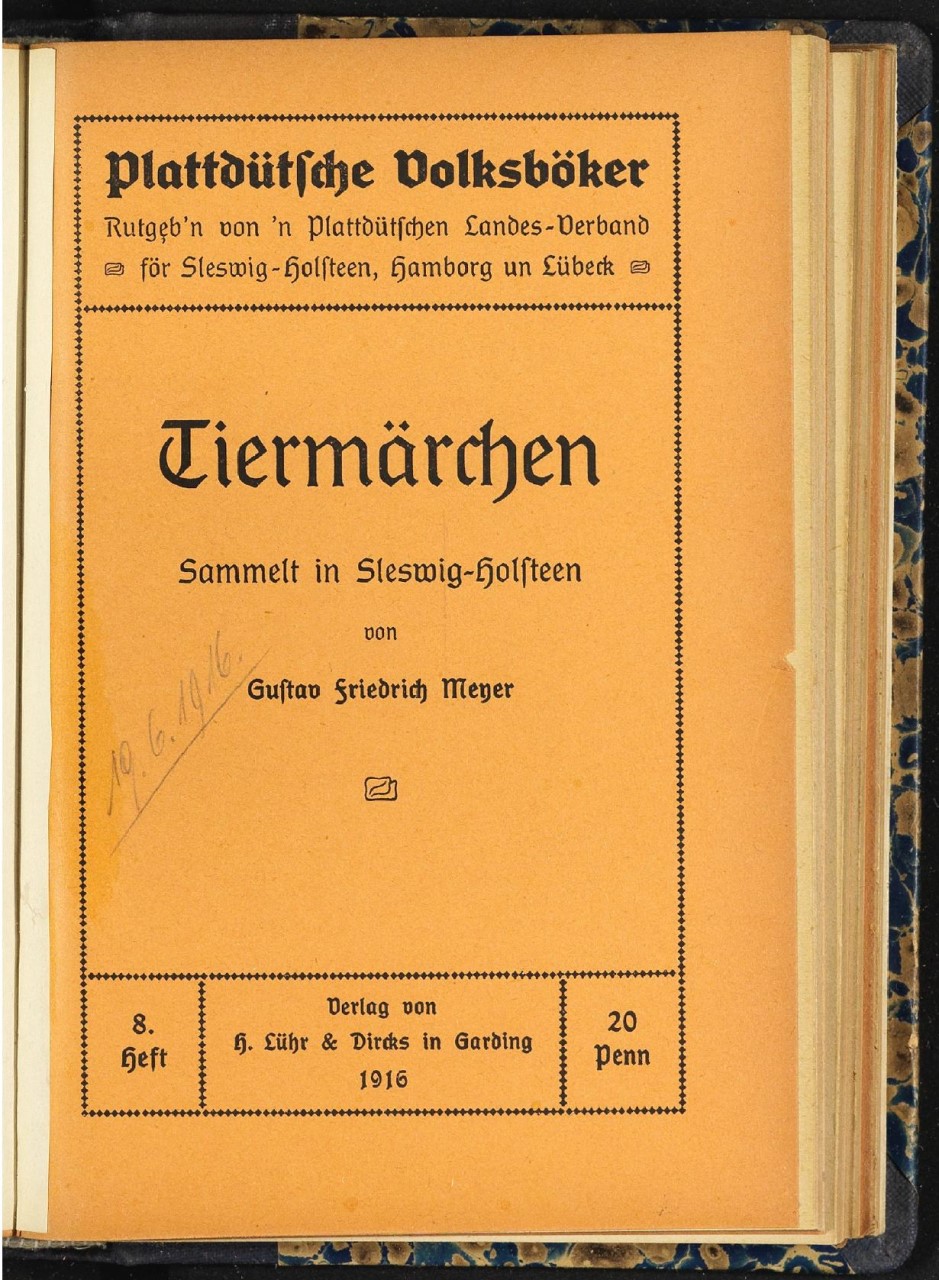 Plattdütsche Volksböker
Rutgęb'n von 'n Plattdütschen Landes-Verband
för Sleswig-Holsteen, Hamborg un Lübeck
Tiermärchen
Sammelt in Sleswig-Holsteen
von
Gustav Friedrich Meyer
19. 6. 1916.
8.
Heft
Verlag von
H. Lühr & Dircks in Garding
1916
20
Penn